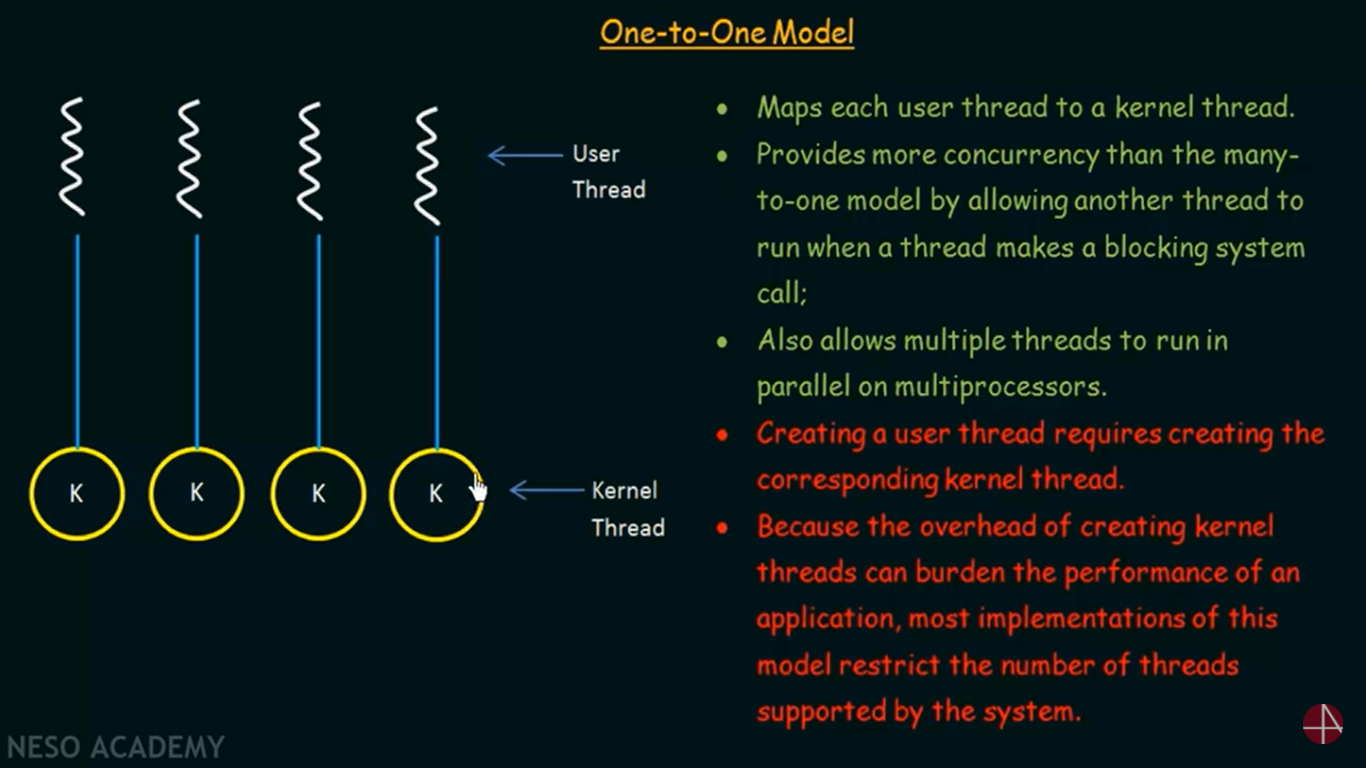 One-to-One Model
User
Thread
K
K
K
K
Kernel
Thread
• Maps each user thread to a kernel thread.
• Provides more concurrency than the many-
to-one model by allowing another thread to
run when a thread makes a blocking system
call;
• Also allows multiple threads to run in
parallel on multiprocessors.
• Creating a user thread requires creating the
corresponding kernel thread.
• Because the overhead of creating kernel
threads can burden the performance of an
application, most implementations of this
model restrict the number of threads
supported by the system.
NESO ACADEMY